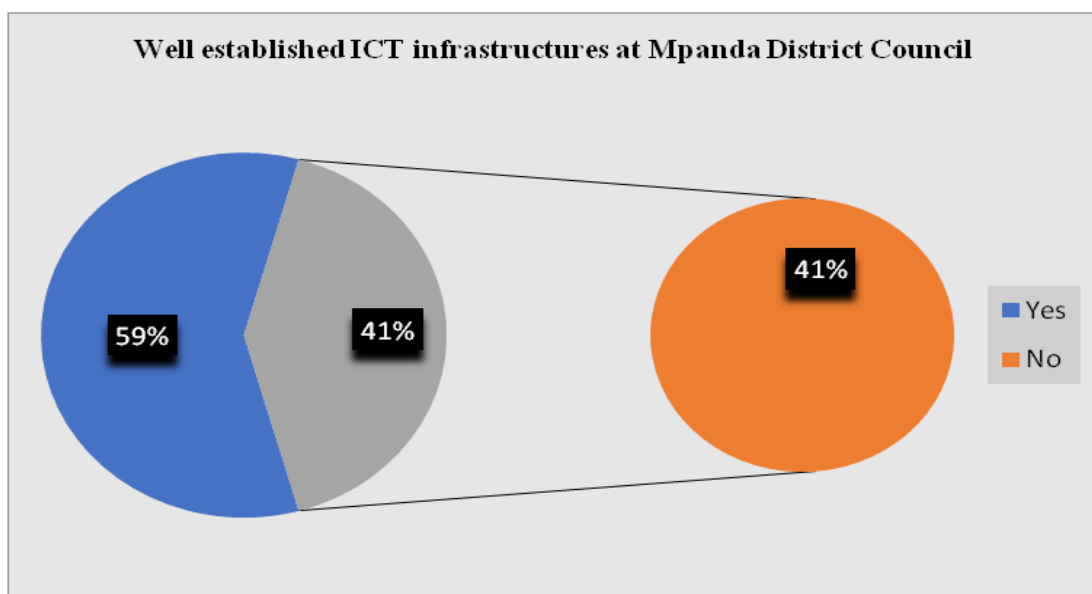 Well established ICT infrastructures at Mpanda District Council
59%
41%
41%
Yes
No